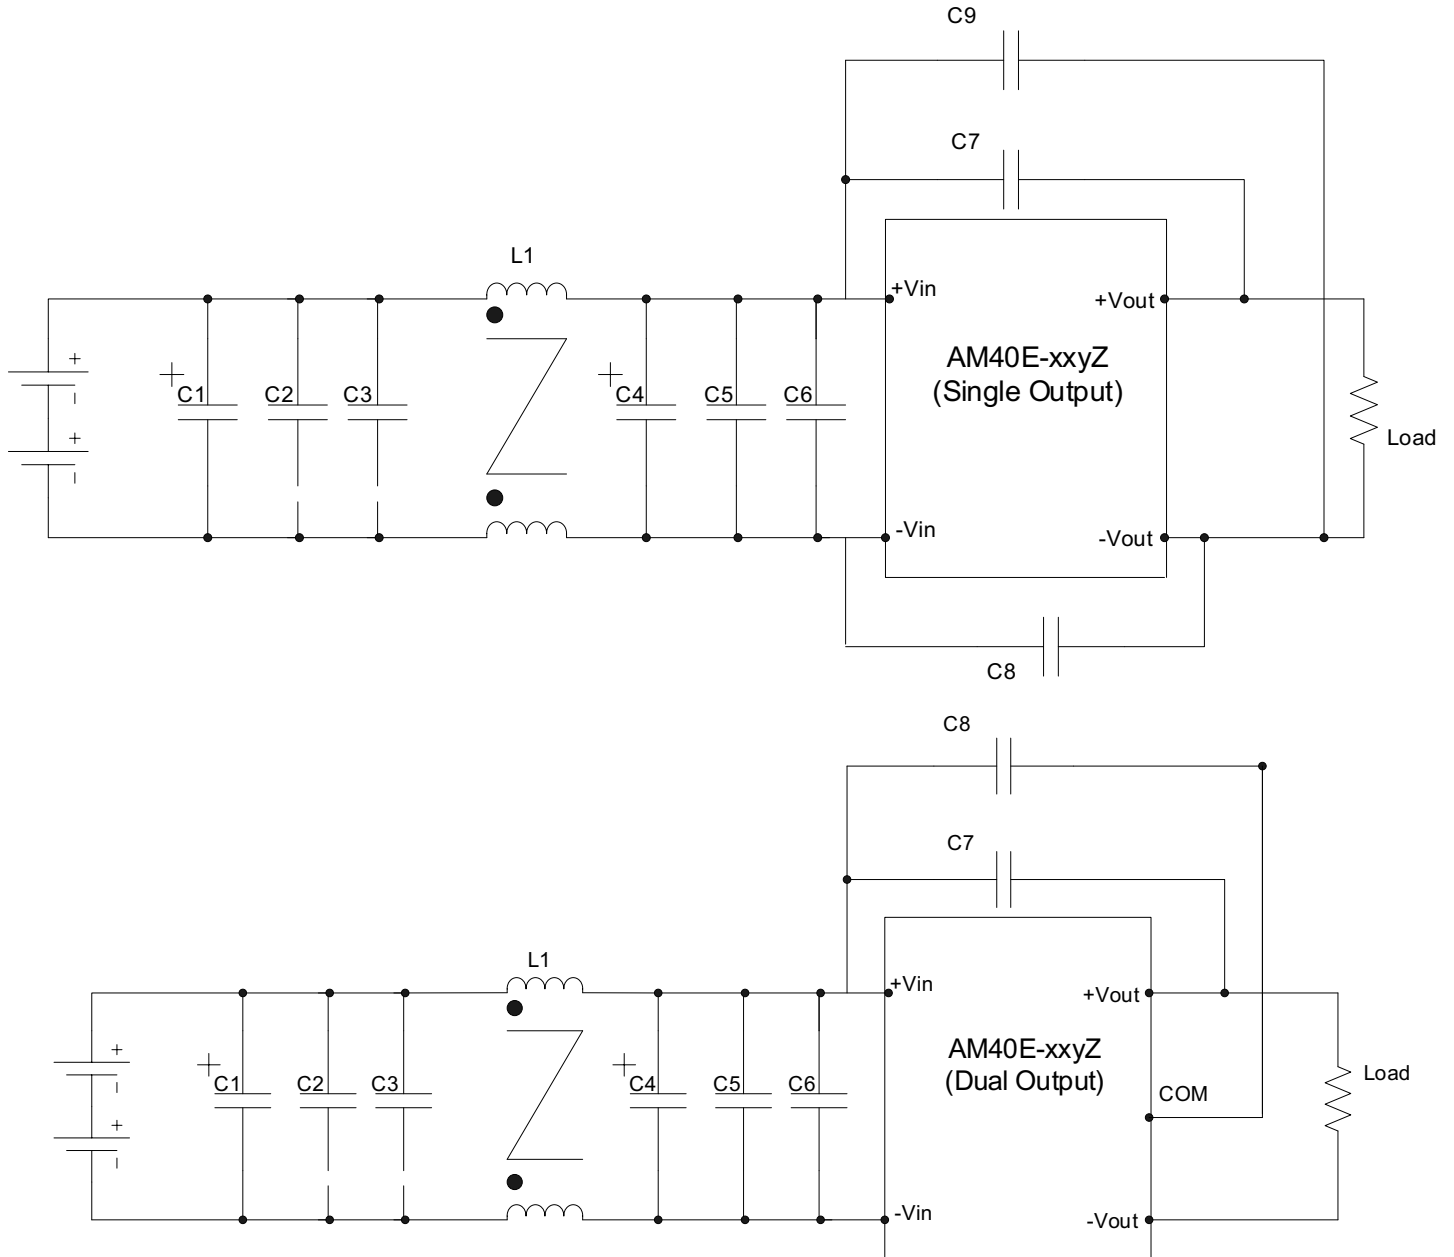 C9
C7
L1
+Vin
+Vout
AM40E-xxyZ
(Single Output)
+
+
+
-
C1
C2
C3
C4
C5
C6
+
-
Load
-Vin
-Vout
C8
C8
C7
L1
+Vin
+Vout
AM40E-xxyZ
(Dual Output)
+
+
+
-
C1
C2
C3
C4
C5
C6
COM
Load
+
-
-Vin
-Vout